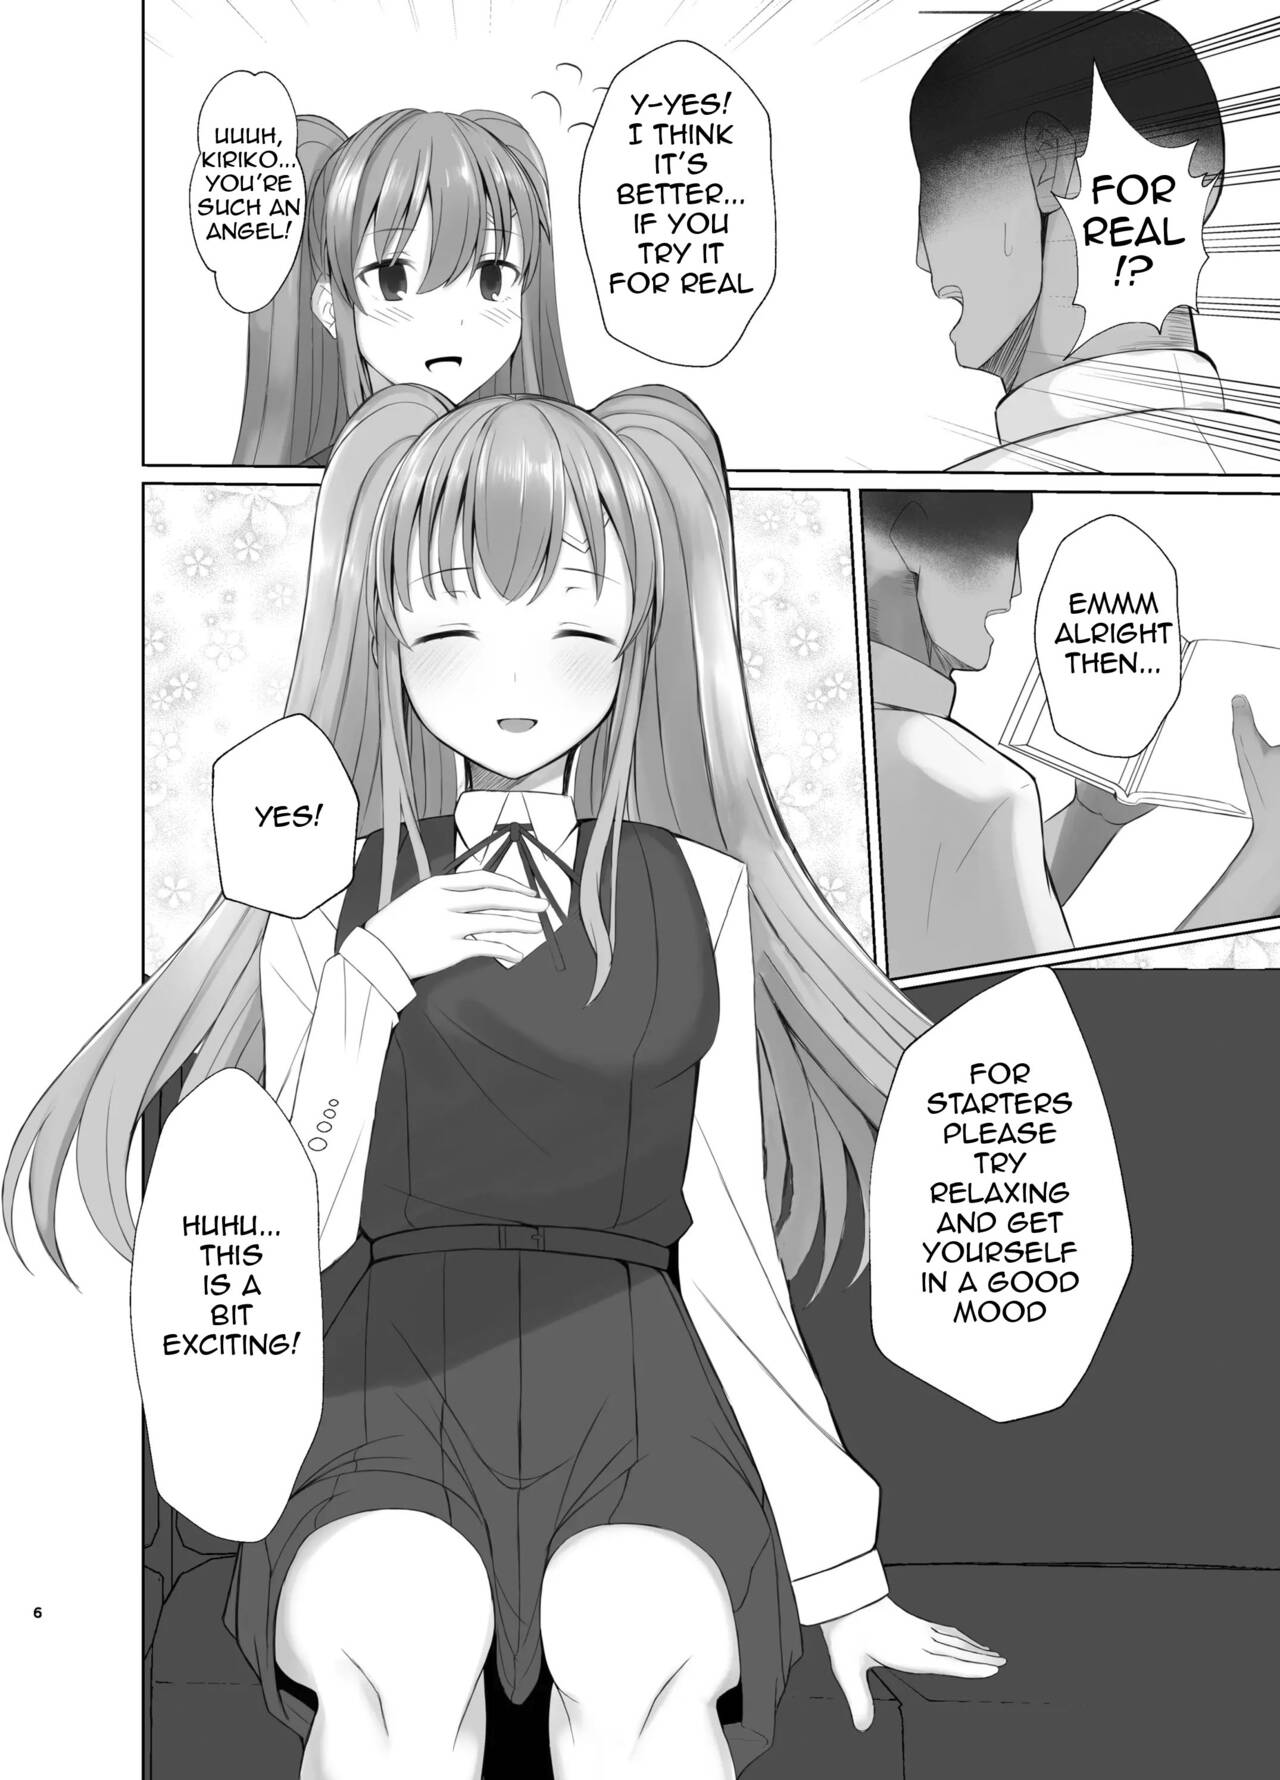 FOR
REAL
!?
Y-YES!
I THINK
IT'S
BETTER...
IF YOU
TRY IT
FOR REAL
UUUH,
KIRIKO...
YOU'RE
SUCH AN
ANGEL!
EMMM
ALRIGHT
THEN...
YES!
FOR
STARTERS
PLEASE
TRY
RELAXING
AND GET
YOURSELF
IN A GOOD
MOOD
HUHU...
THIS
IS A
BIT
EXCITING!
6